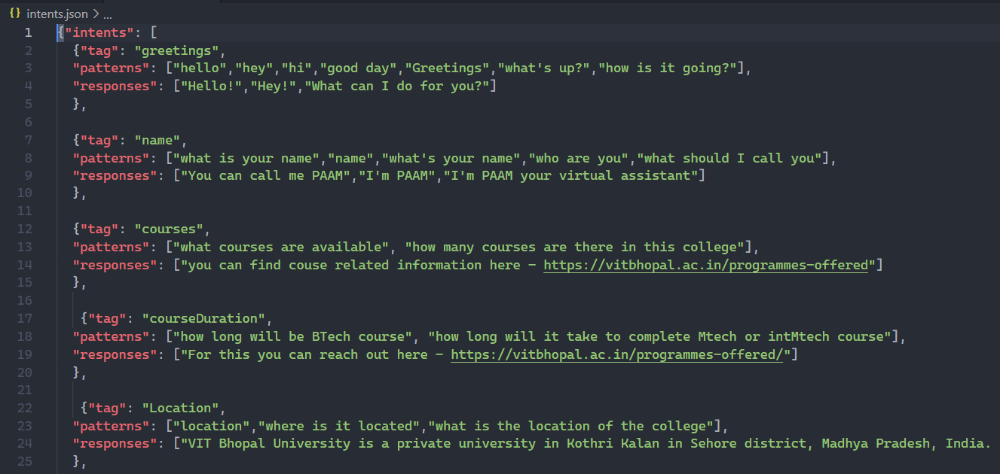 {} intents.json > ...
1 {"intents": [
2 {"tag": "greetings",
3 "patterns": ["hello","hey","hi","good day","Greetings","what's up?","how is it going?"],
4 "responses": ["Hello!","Hey!","What can I do for you?"]
5 },
6
7 {"tag": "name",
8 "patterns": ["what is your name","name","what's your name","who are you","what should I call you"],
9 "responses": ["You can call me PAAM","I'm PAAM","I'm PAAM your virtual assistant"]
10 },
11
12 {"tag": "courses",
13 "patterns": ["what courses are available", "how many courses are there in this college"],
14 "responses": ["you can find couse related information here - https://vitbhopal.ac.in/programmes-offered"]
15 },
16
17 {"tag": "courseDuration",
18 "patterns": ["how long will be BTech course", "how long will it take to complete Mtech or intMtech course"],
19 "responses": ["For this you can reach out here - https://vitbhopal.ac.in/programmes-offered/"]
20 },
21
22 {"tag": "Location",
23 "patterns": ["location","where is it located","what is the location of the college"],
24 "responses": ["VIT Bhopal University is a private university in Kothri Kalan in Sehore district, Madhya Pradesh, India.
25 },